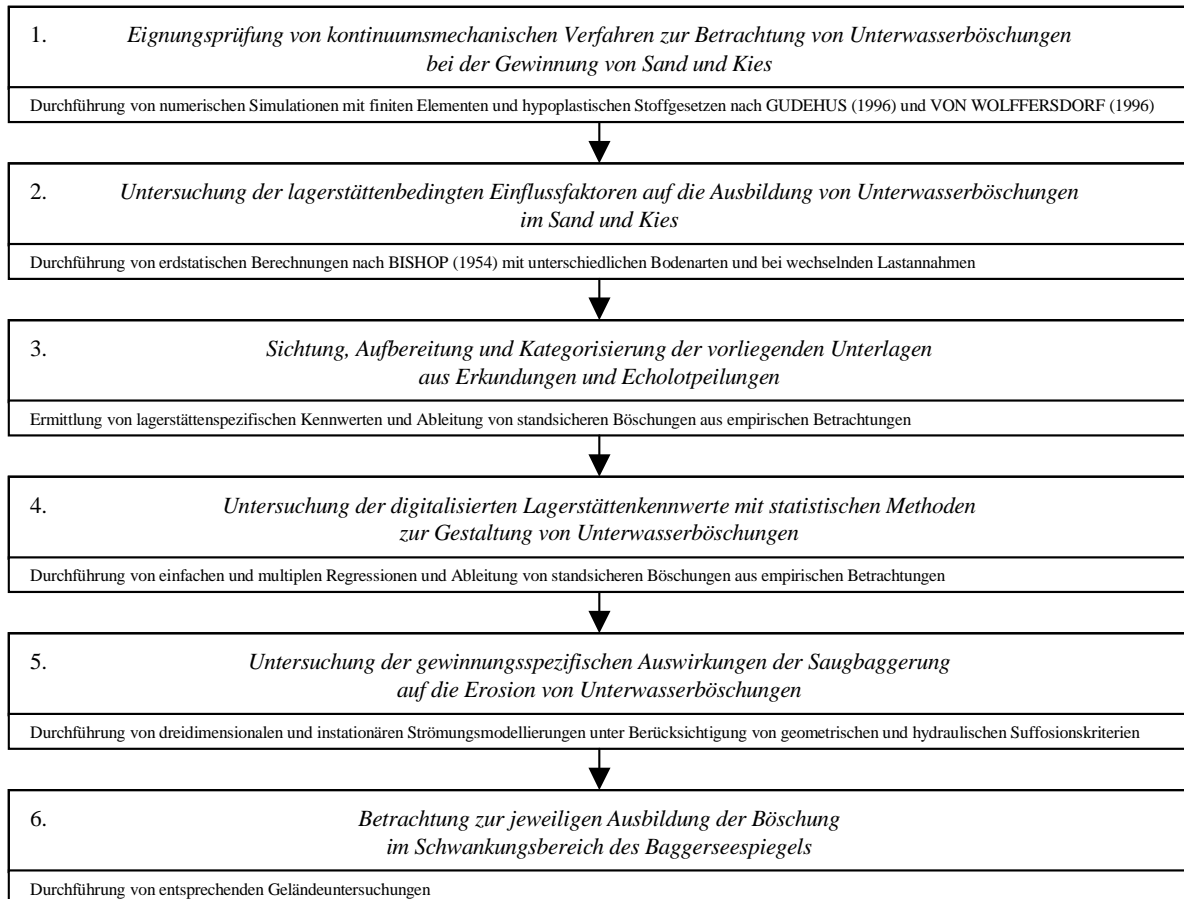 1. Eignungsprüfung von kontinuumsmechanischen Verfahren zur Betrachtung von Unterwasserböschungen
bei der Gewinnung von Sand und Kies
Durchführung von numerischen Simulationen mit finiten Elementen und hypoplastischen Stoffgesetzen nach GUDEHUS (1996) und VON WOLFFERSDORF (1996)
2. Untersuchung der lagerstättenbedingten Einflussfaktoren auf die Ausbildung von Unterwasserböschungen
im Sand und Kies
Durchführung von erdstatischen Berechnungen nach BISHOP (1954) mit unterschiedlichen Bodenarten und bei wechselnden Lastannahmen
3. Sichtung, Aufbereitung und Kategorisierung der vorliegenden Unterlagen
aus Erkundungen und Echolotpeilungen
Ermittlung von lagerstättenspezifischen Kennwerten und Ableitung von standsicheren Böschungen aus empirischen Betrachtungen
4. Untersuchung der digitalisierten Lagerstättenkennwerte mit statistischen Methoden
zur Gestaltung von Unterwasserböschungen
Durchführung von einfachen und multiplen Regressionen und Ableitung von standsicheren Böschungen aus empirischen Betrachtungen
5. Untersuchung der gewinnungsspezifischen Auswirkungen der Saugbaggerung
auf die Erosion von Unterwasserböschungen
Durchführung von dreidimensionalen und instationären Strömungsmodellierungen unter Berücksichtigung von geometrischen und hydraulischen Suffosionskriterien
6. Betrachtung zur jeweiligen Ausbildung der Böschung
im Schwankungsbereich des Baggerseespiegels
Durchführung von entsprechenden Geländeuntersuchungen